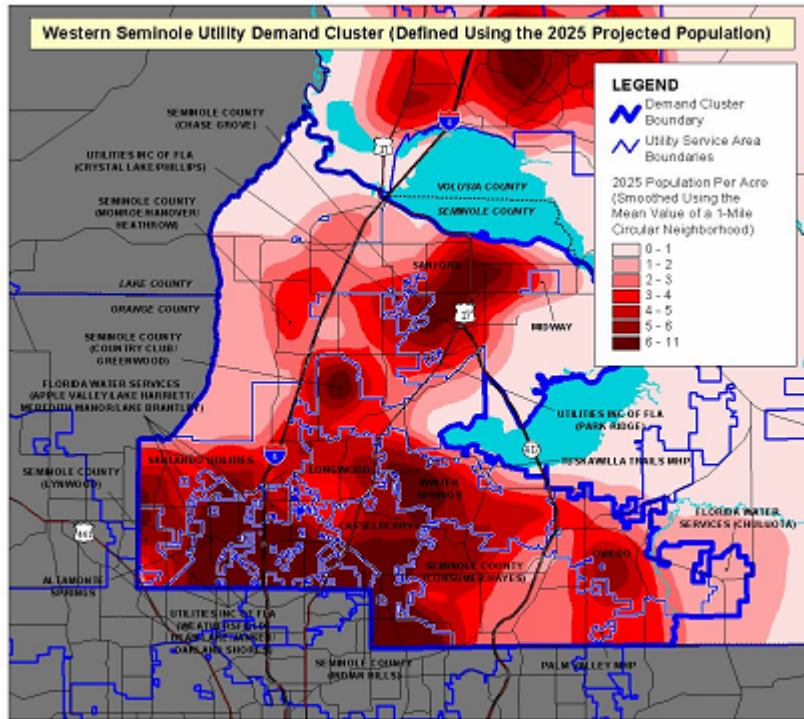 Western Seminole Utility Demand Cluster (Defined Using the 2025 Projected Population)
LEGEND
Demand Cluster
Boundary
Utility Service Area
Boundaries
2025 Population Per Acre
(Smoothed Using the
Mean Value of a 1-Mile
Circular Neighborhood)
0 - 1
1 - 2
2 - 3
3 - 4
4 - 5
5 - 6
6 - 11
SEMINOLE COUNTY
(CHASE GROVE)
UTILITIES INC OF FLA
(CRYSTAL LAKE/PHILLIPS)
SEMINOLE COUNTY
(MONROE/HANOVER/
HEATHROW)
VOLUSIA COUNTY
SEMINOLE COUNTY
SANFORD
LAKE COUNTY
ORANGE COUNTY
MIDWAY
SEMINOLE COUNTY
(COUNTRY CLUB/
GREENWOOD)
FLORIDA WATER SERVICES
(APPLE VALLEY/LAKE HARRIETT/
MEREDITH MANOR/LAKE BRANTLEY)
UTILITIES INC OF FLA
(PARK RIDGE)
417
TUSKAWILLA TRAILS MHP
SANLANDO UTILITIES
LONGWOOD
SEMINOLE COUNTY
(LYNWOOD)
WINTER
SPRINGS
FLORIDA WATER
SERVICES (CHULUOTA)
CASSELBERRY
441
OVIEDO
SEMINOLE COUNTY
(CONSUMER/HAYES)
ALTAMONTE
SPRINGS
UTILITIES INC OF FLA
OAKLAND SHORES)
SEMINOLE COUNTY
(INDIAN HILLS)
PALM VALLEY MHP